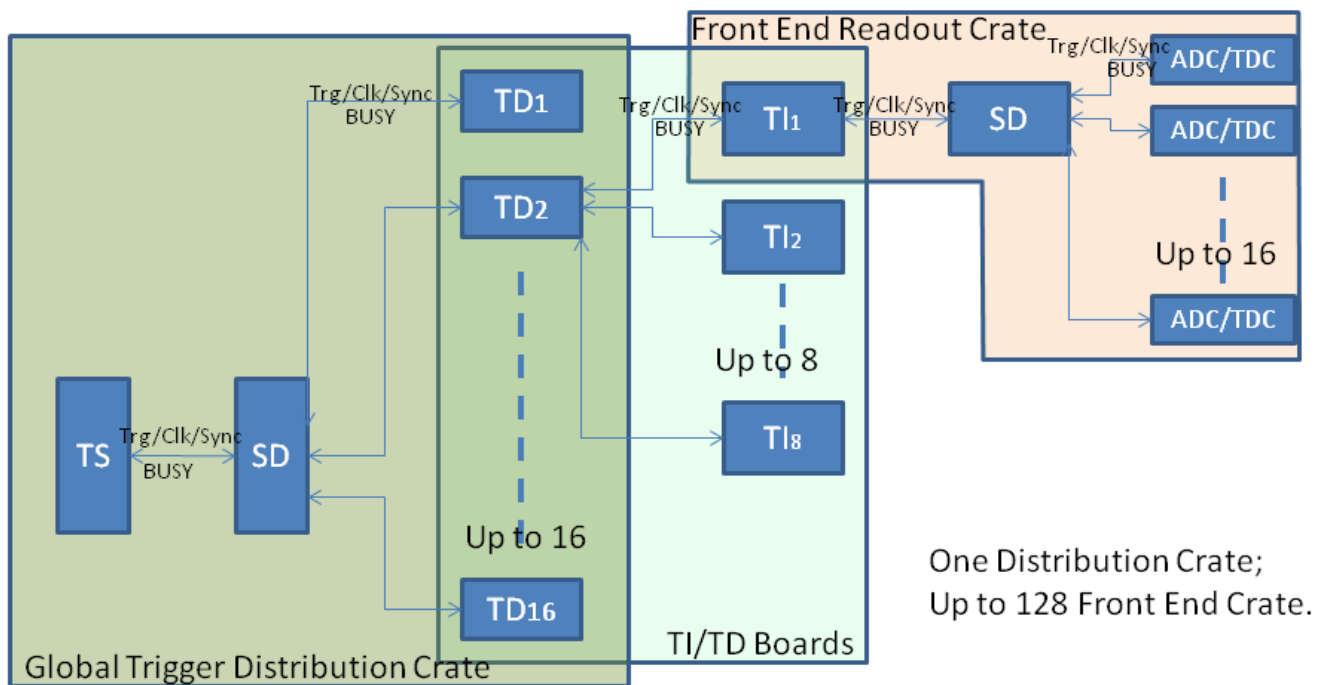 Front End Readout Crate
Trg/Clk/Sync
BUSY
ADC/TDC
Trg/Clk/Sync
BUSY
TD1
Trg/Clk/Sync
BUSY
TI1
Trg/Clk/Sync
BUSY
SD
ADC/TDC
TD2
TI2
Up to 16
ADC/TDC
Up to 8
TS
Trg/Clk/Sync
BUSY
SD
TI8
Up to 16
TD16
One Distribution Crate;
Up to 128 Front End Crate.
TI/TD Boards
Global Trigger Distribution Crate